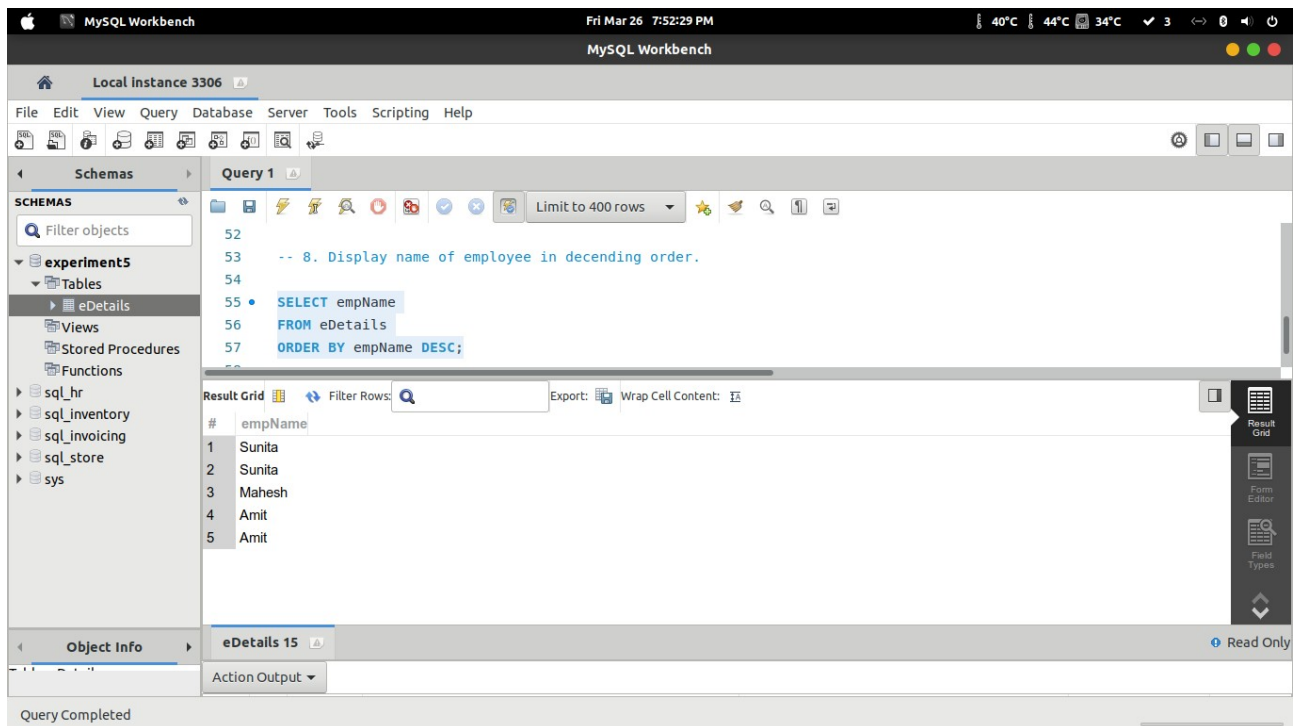 MySQL Workbench
Fri Mar 26 7:52:29 PM
40°C 44°C 34°C 3
MySQL Workbench
Local instance 3306
File Edit View Query Database Server Tools Scripting Help
Schemas
Query 1
SCHEMAS
Limit to 400 rows
Filter objects
52
53 -- 8. Display name of employee in decending order.
54
55 SELECT empName
56 FROM eDetails
57 ORDER BY empName DESC;
experiment5
Tables
eDetails
Views
Stored Procedures
Functions
sql_hr
sql_inventory
sql_invoicing
sql_store
sys
Result Grid Filter Rows: Export: Wrap Cell Content:
# empName
1 Sunita
2 Sunita
3 Mahesh
4 Amit
5 Amit
Result
Grid
Form
Editor
Field
Types
Object Info
eDetails 15
Read Only
Action Output
Query Completed